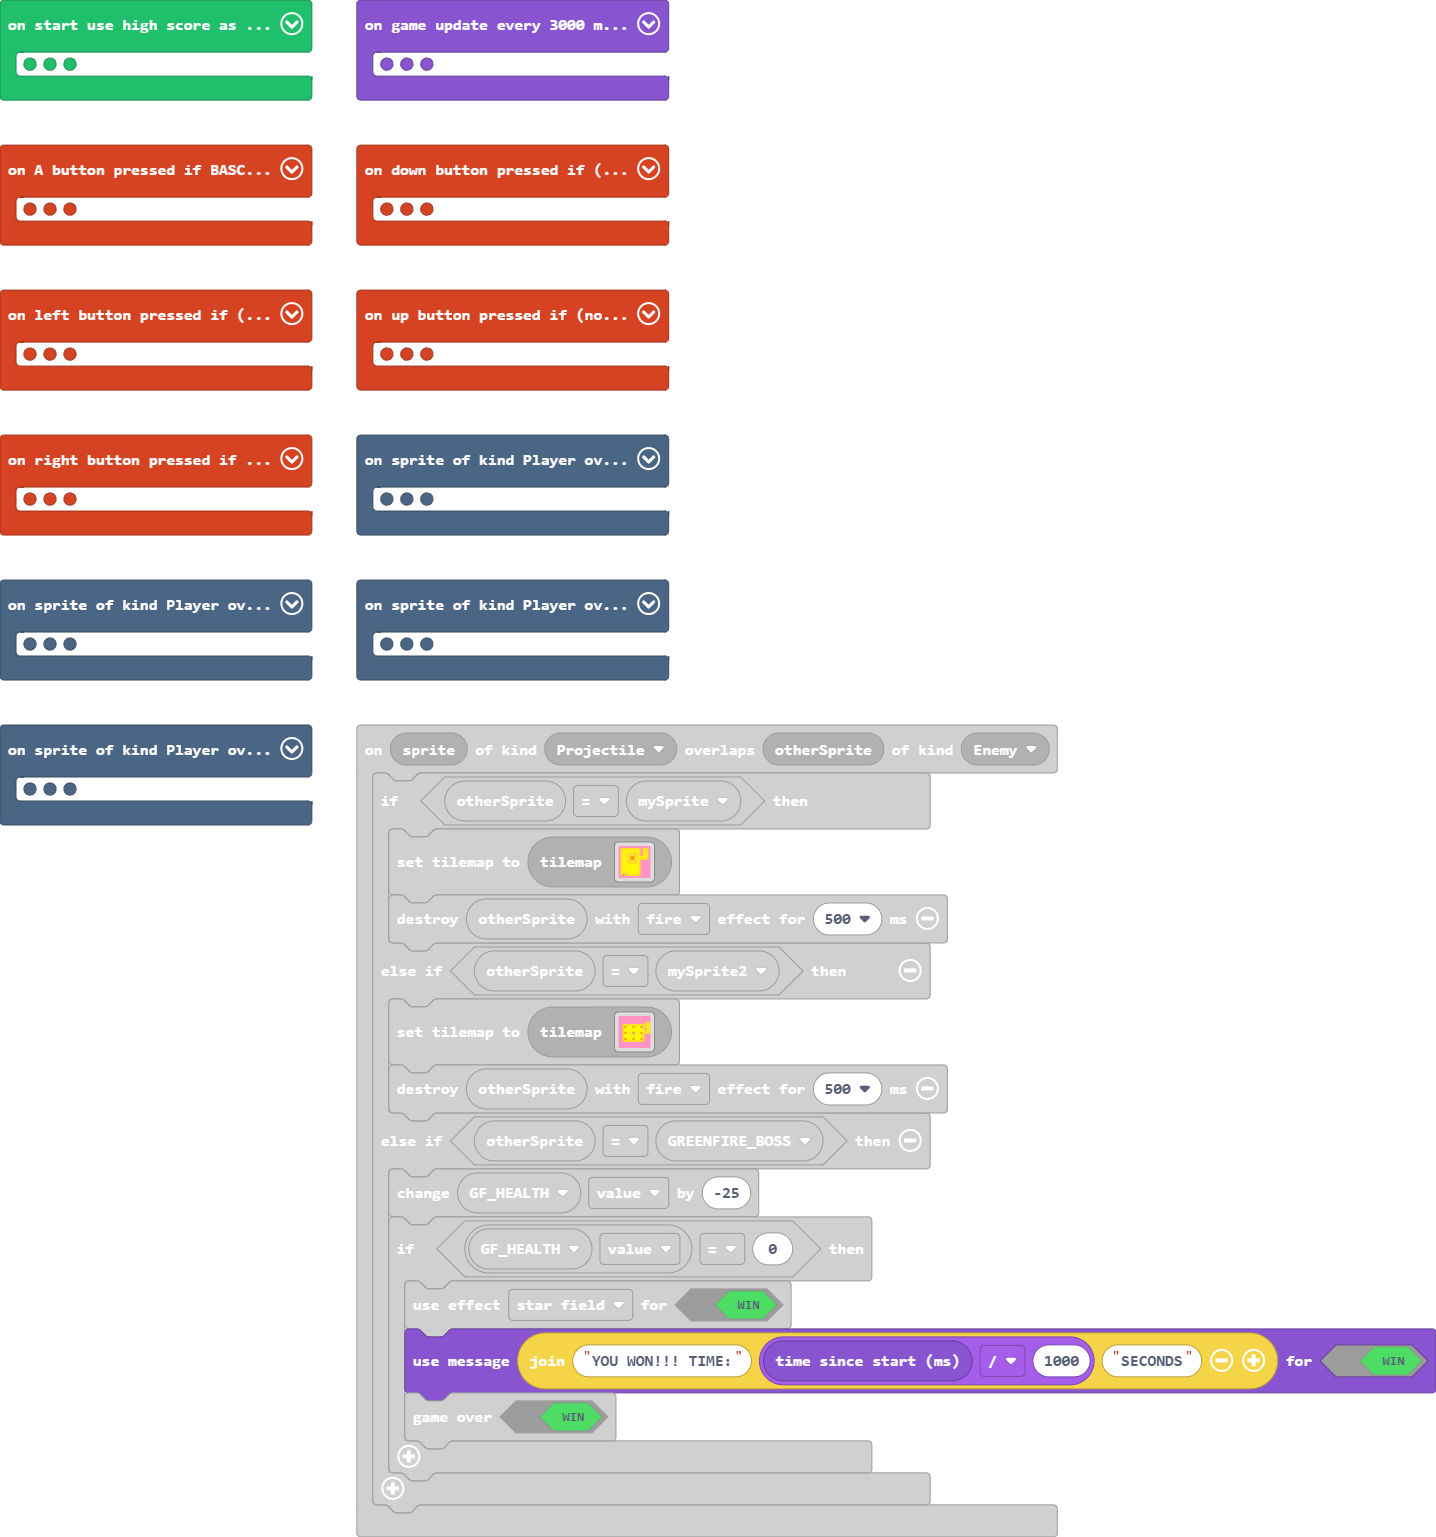 on start use high score as ...
on game update every 3000 m...
on A button pressed if BASC...
on down button pressed if (...
on left button pressed if (...
on up button pressed if (no...
on right button pressed if ...
on sprite of kind Player ov...
on sprite of kind Player ov...
on sprite of kind Player ov...
on sprite of kind Player ov...
on sprite of kind Projectile overlaps otherSprite of kind Enemy
if otherSprite = mySprite then
set tilemap to tilemap
destroy otherSprite with fire effect for 500 ms
else if otherSprite = mySprite2 then
set tilemap to tilemap
destroy otherSprite with fire effect for 500 ms
else if otherSprite = GREENFIRE_BOSS then
change GF_HEALTH value by -25
if GF_HEALTH value = 0 then
use effect star field for WIN
use message join "YOU WON!!! TIME:" time since start (ms) / 1000 "SECONDS" for WIN
game over WIN